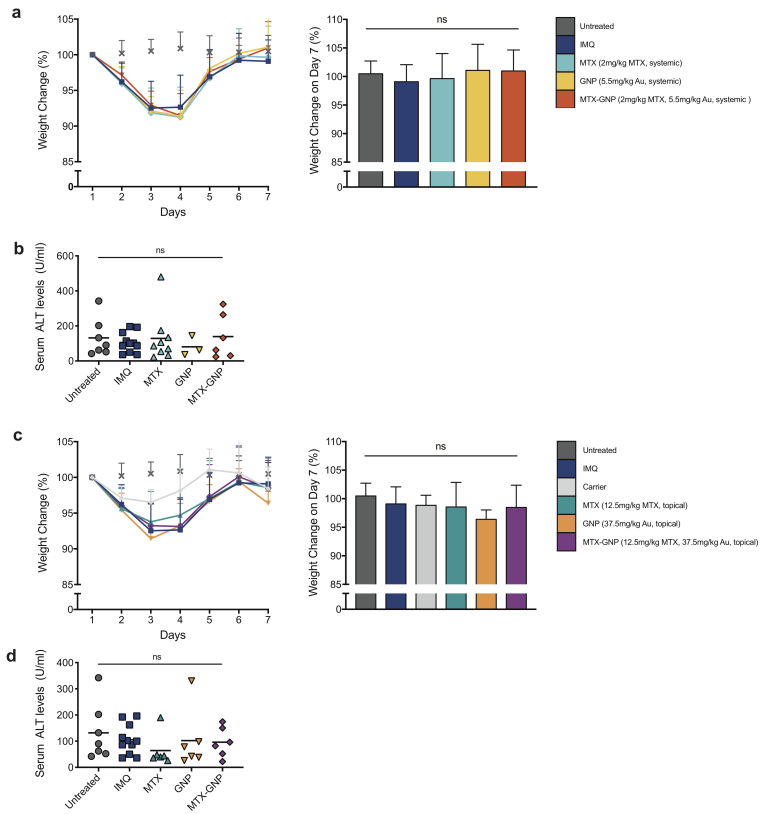 a
Weight Change (%)
105
100
95
90
85
0
1 2 3 4 5 6 7
Days
Weight Change on Day 7 (%)
ns
110
105
100
95
90
85
0
Untreated
IMQ
MTX (2mg/kg MTX, systemic)
GNP (5.5mg/kg Au, systemic)
MTX-GNP (2mg/kg MTX, 5.5mg/kg Au, systemic )
b
Serum ALT levels (U/ml)
ns
600
400
200
0
Untreated
IMQ
MTX
GNP
MTX-GNP
c
Weight Change (%)
105
100
95
90
85
0
1 2 3 4 5 6 7
Days
Weight Change on Day 7 (%)
ns
110
105
100
95
90
85
0
Untreated
IMQ
Carrier
MTX (12.5mg/kg MTX, topical)
GNP (37.5mg/kg Au, topical)
MTX-GNP (12.5mg/kg MTX, 37.5mg/kg Au, topical)
d
Serum ALT levels (U/ml)
ns
400
300
200
100
0
Untreated
IMQ
MTX
GNP
MTX-GNP